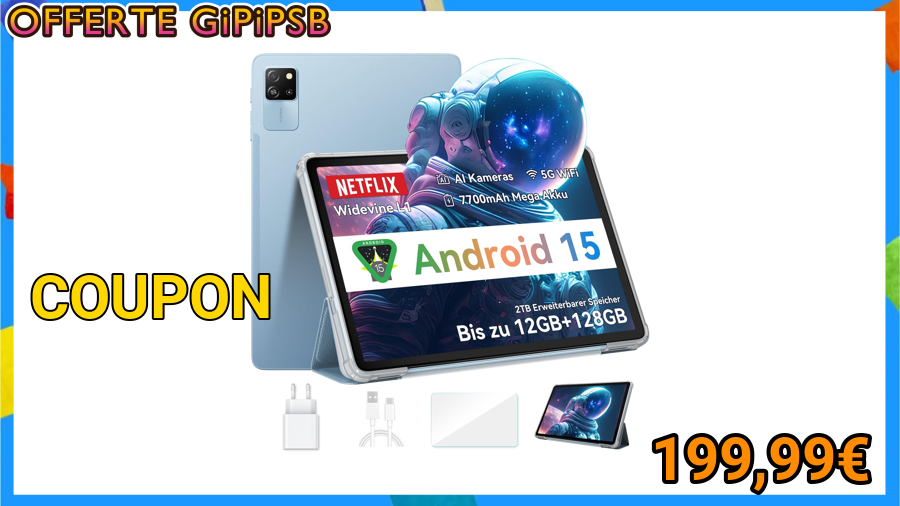 OFFERTE GiPiPSB
NETFLIX
AI Kameras
5G WiFi
Widevine L1
7700mAh Mega Akku
Android 15
COUPON
2TB Erweiterbarer Speicher
Bis zu 12GB+128GB
199,99€